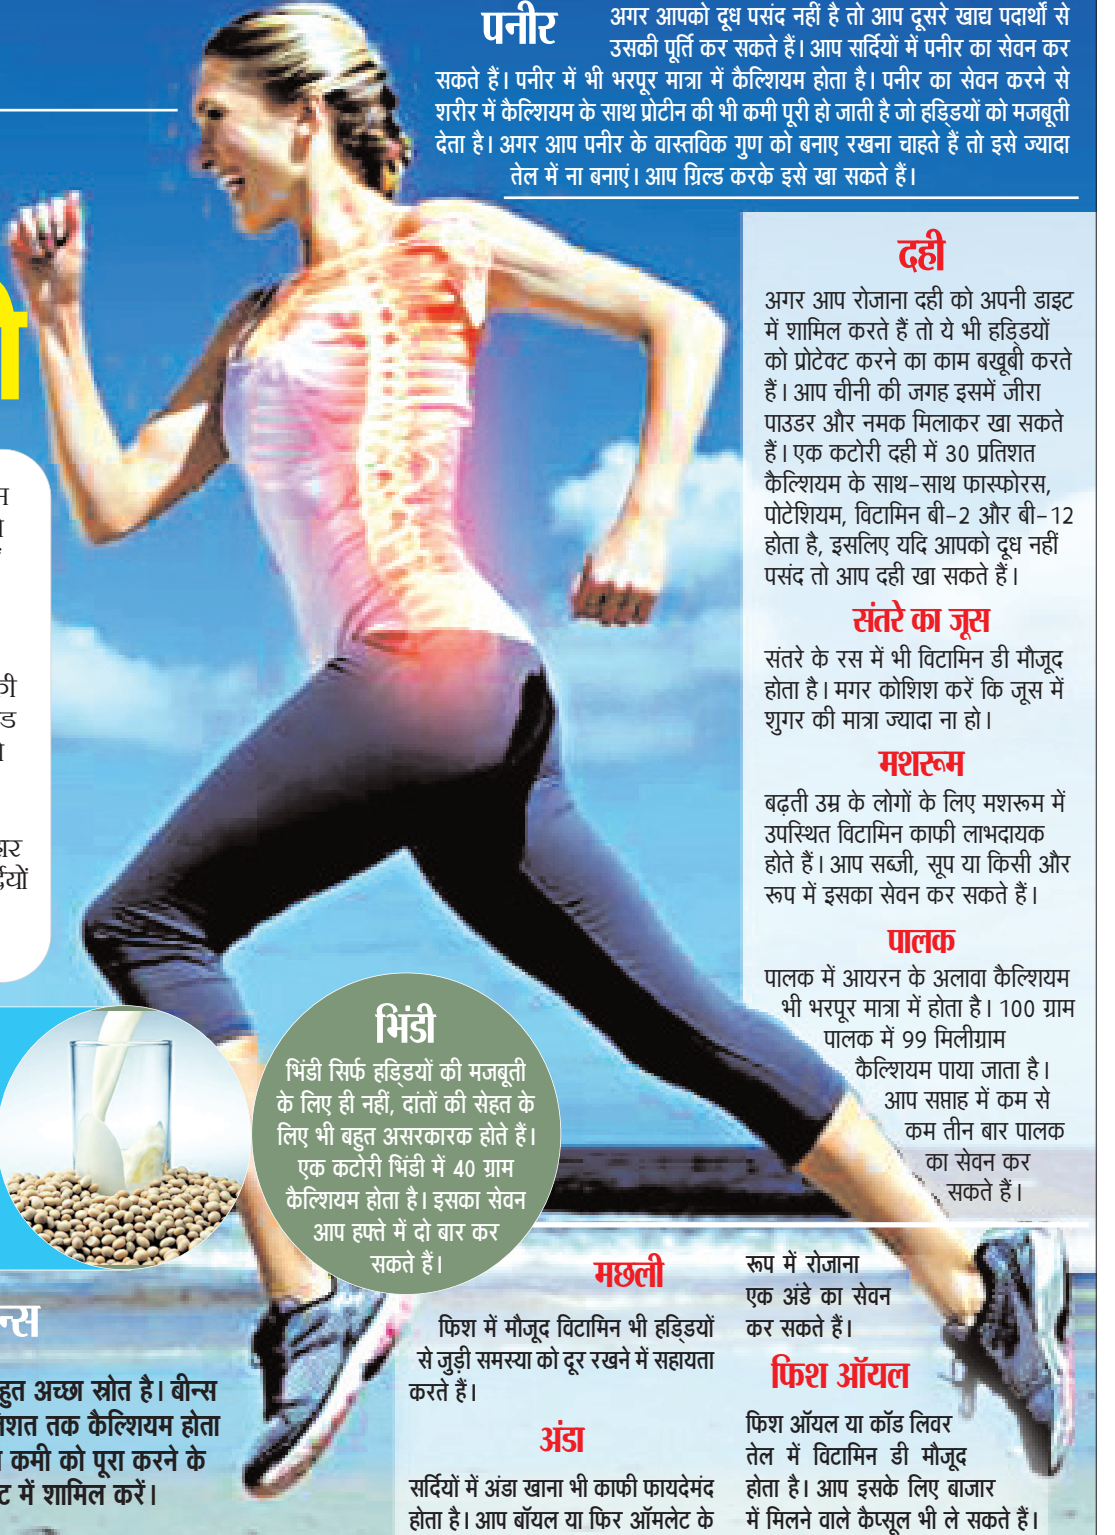 पनीर
अगर आपको दूध पसंद नहीं है तो आप दूसरे खाद्य पदार्थों से
उसकी पूर्ति कर सकते हैं। आप सर्दियों में पनीर का सेवन कर
सकते हैं। पनीर में भी भरपूर मात्रा में कैल्शियम होता है। पनीर का सेवन करने से
शरीर में कैल्शियम के साथ प्रोटीन की भी कमी पूरी हो जाती है जो हड्डियों को मजबूती
देता है। अगर आप पनीर के वास्तविक गुण को बनाए रखना चाहते हैं तो इसे ज्यादा
तेल में ना बनाएं। आप ग्रिल्ड करके इसे खा सकते हैं।
दही
अगर आप रोजाना दही को अपनी डाइट
में शामिल करते हैं तो ये भी हड्डियों
को प्रोटेक्ट करने का काम बखूबी करते
हैं। आप चीनी की जगह इसमें जीरा
पाउडर और नमक मिलाकर खा सकते
हैं। एक कटोरी दही में 30 प्रतिशत
कैल्शियम के साथ-साथ फास्फोरस,
पोटेशियम, विटामिन बी-2 और बी-12
होता है, इसलिए यदि आपको दूध नहीं
पसंद तो आप दही खा सकते हैं।
संतरे का जूस
संतरे के रस में भी विटामिन डी मौजूद
होता है। मगर कोशिश करें कि जूस में
शुगर की मात्रा ज्यादा ना हो।
मशरूम
बढ़ती उम्र के लोगों के लिए मशरूम में
उपस्थित विटामिन काफी लाभदायक
होते हैं। आप सब्जी, सूप या किसी और
रूप में इसका सेवन कर सकते हैं।
पालक
पालक में आयरन के अलावा कैल्शियम
भी भरपूर मात्रा में होता है। 100 ग्राम
पालक में 99 मिलीग्राम
कैल्शियम पाया जाता है।
आप सप्ताह में कम से
कम तीन बार पालक
का सेवन कर
सकते हैं।
भिंडी
भिंडी सिर्फ हड्डियों की मजबूती
के लिए ही नहीं, दांतों की सेहत के
लिए भी बहुत असरकारक होते हैं।
एक कटोरी भिंडी में 40 ग्राम
कैल्शियम होता है। इसका सेवन
आप हफ्ते में दो बार कर
सकते हैं।
अच्छा स्रोत है। बीन्स
तक कैल्शियम होता
कमी को पूरा करने के
में शामिल करें।
मछली
फिश में मौजूद विटामिन भी हड्डियों
से जुड़ी समस्या को दूर रखने में सहायता
करते हैं।
अंडा
सर्दियों में अंडा खाना भी काफी फायदेमंद
होता है। आप बॉयल या फिर ऑमलेट के
रूप में रोजाना
एक अंडे का सेवन
कर सकते हैं।
फिश ऑयल
फिश ऑयल या कॉड लिवर
तेल में विटामिन डी मौजूद
होता है। आप इसके लिए बाजार
में मिलने वाले कैप्सूल भी ले सकते हैं।